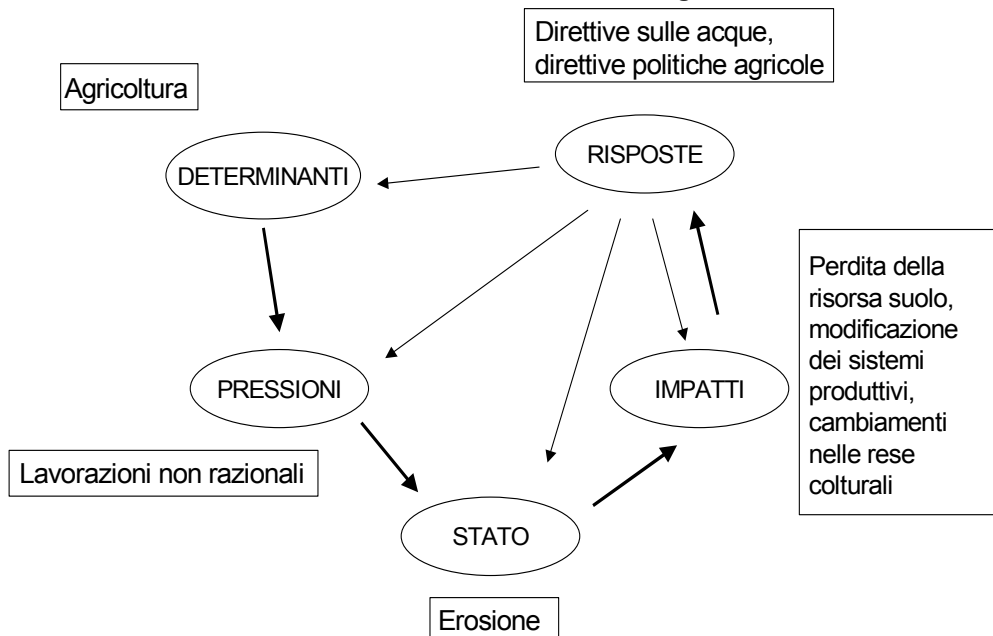 Direttive sulle acque,
direttive politiche agricole
Agricoltura
RISPOSTE
DETERMINANTI
Perdita della
risorsa suolo,
modificazione
dei sistemi
produttivi,
cambiamenti
nelle rese
colturali
PRESSIONI
IMPATTI
Lavorazioni non razionali
STATO
Erosione